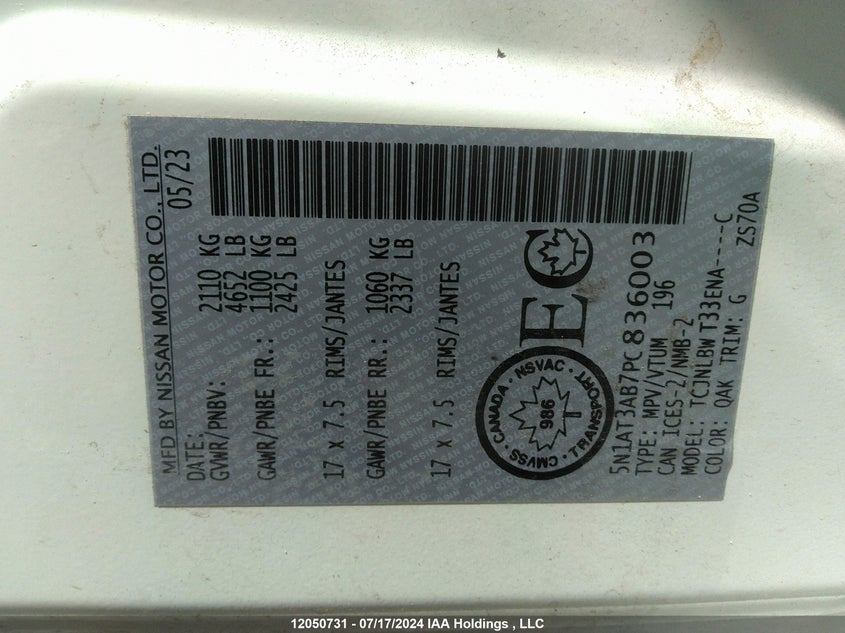 MFD BY NISSAN MOTOR CO., LTD.
DATE: 05/23
GVWR/PNBV: 2110 KG
4652 LB
GAWR/PNBE FR.: 1100 KG
2425 LB
17 x 7.5 RIMS/JANTES
GAWR/PNBE RR.: 1060 KG
2337 LB
17 x 7.5 RIMS/JANTES
CANADA · NSVAC · TRANSPORT · CMVSS ·
986
EC
5N1AT3AB7PC836003
TYPE: MPV/VTUM 196
CAN ICES-2/NMB-2
MODEL: TCJNLBW T33ENA----C
COLOR: QAK TRIM: G ZS70A
12050731 - 07/17/2024 IAA Holdings , LLC